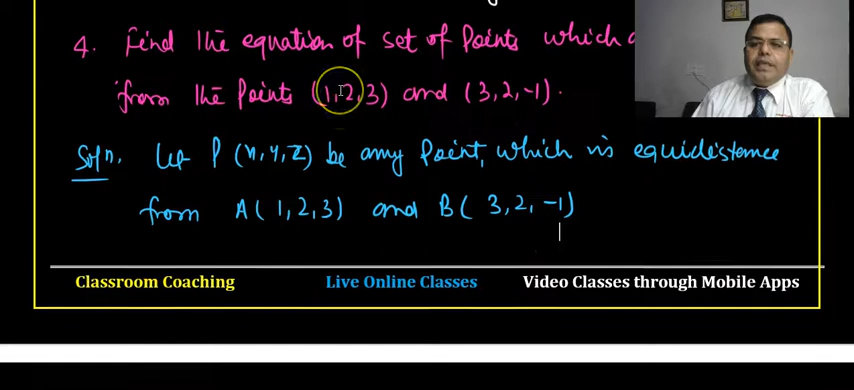 4. Find the equation of set of Points which
from the Points (1,2,3) and (3,2,-1).
Soln. Let P (x,y,z) be any Point, which is equidistance
from A(1,2,3) and B(3,2,-1)
Classroom Coaching Live Online Classes Video Classes through Mobile Apps